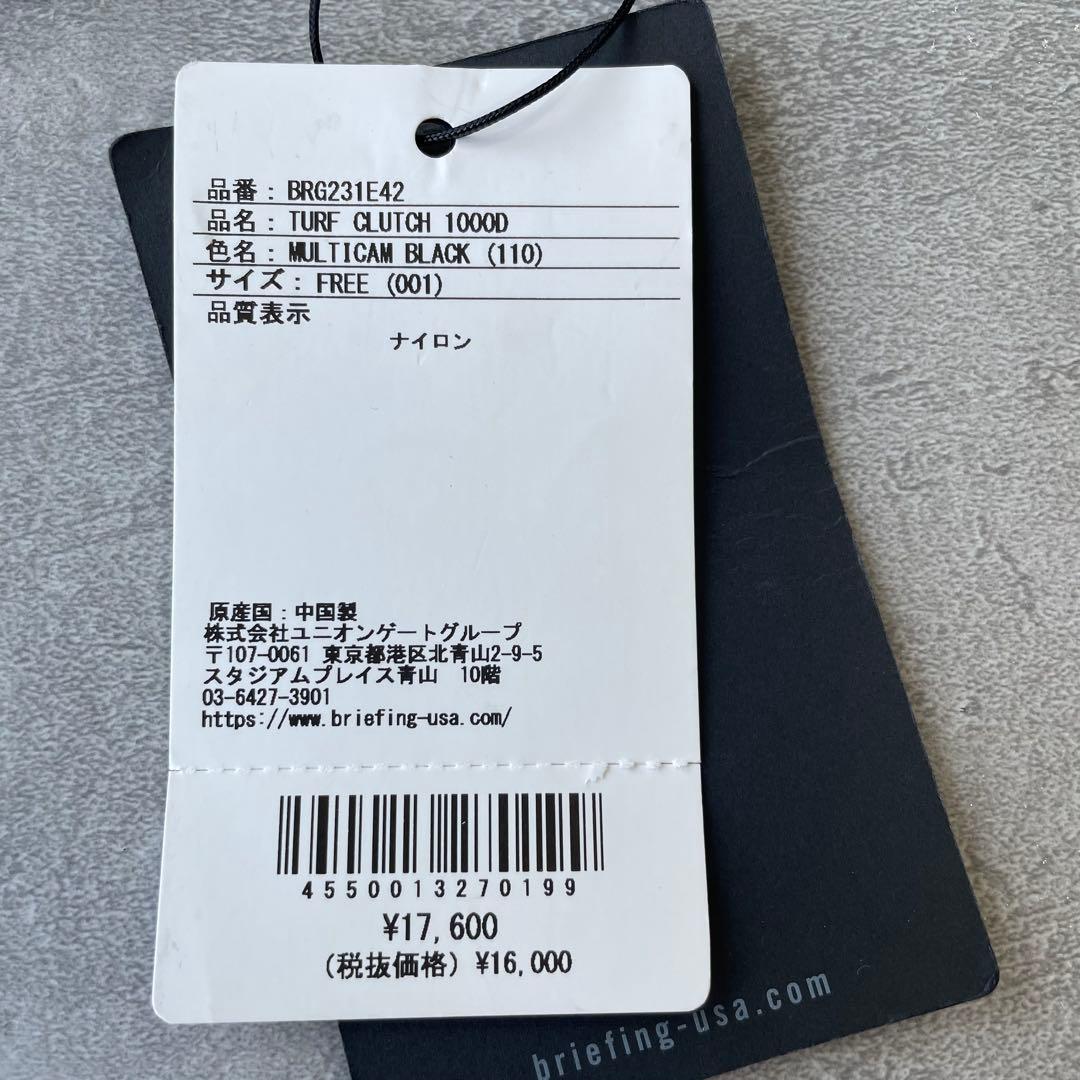 品番: BRG231E42
品名: TURF CLUTCH 1000D
色名: MULTICAM BLACK (110)
サイズ: FREE (001)
品質表示
ナイロン
原産国:中国製
株式会社ユニオンゲートグループ
〒107-0061 東京都港区北青山2-9-5
スタジアムプレイス青山 10階
03-6427-3901
https://www.briefing-usa.com/
4550013270199
¥17,600
(税抜価格) ¥16,000
briefing-usa.com